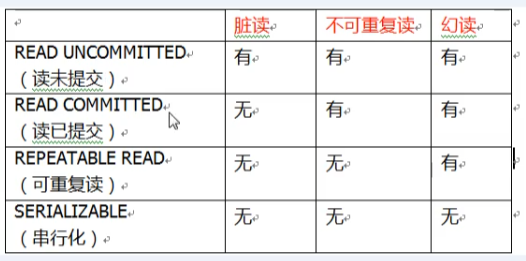 脏读 不可重复读 幻读
READ UNCOMMITTED 有 有 有
（读未提交）
READ COMMITTED 无 有 有
（读已提交）
REPEATABLE READ 无 无 有
（可重复读）
SERIALIZABLE 无 无 无
（串行化）